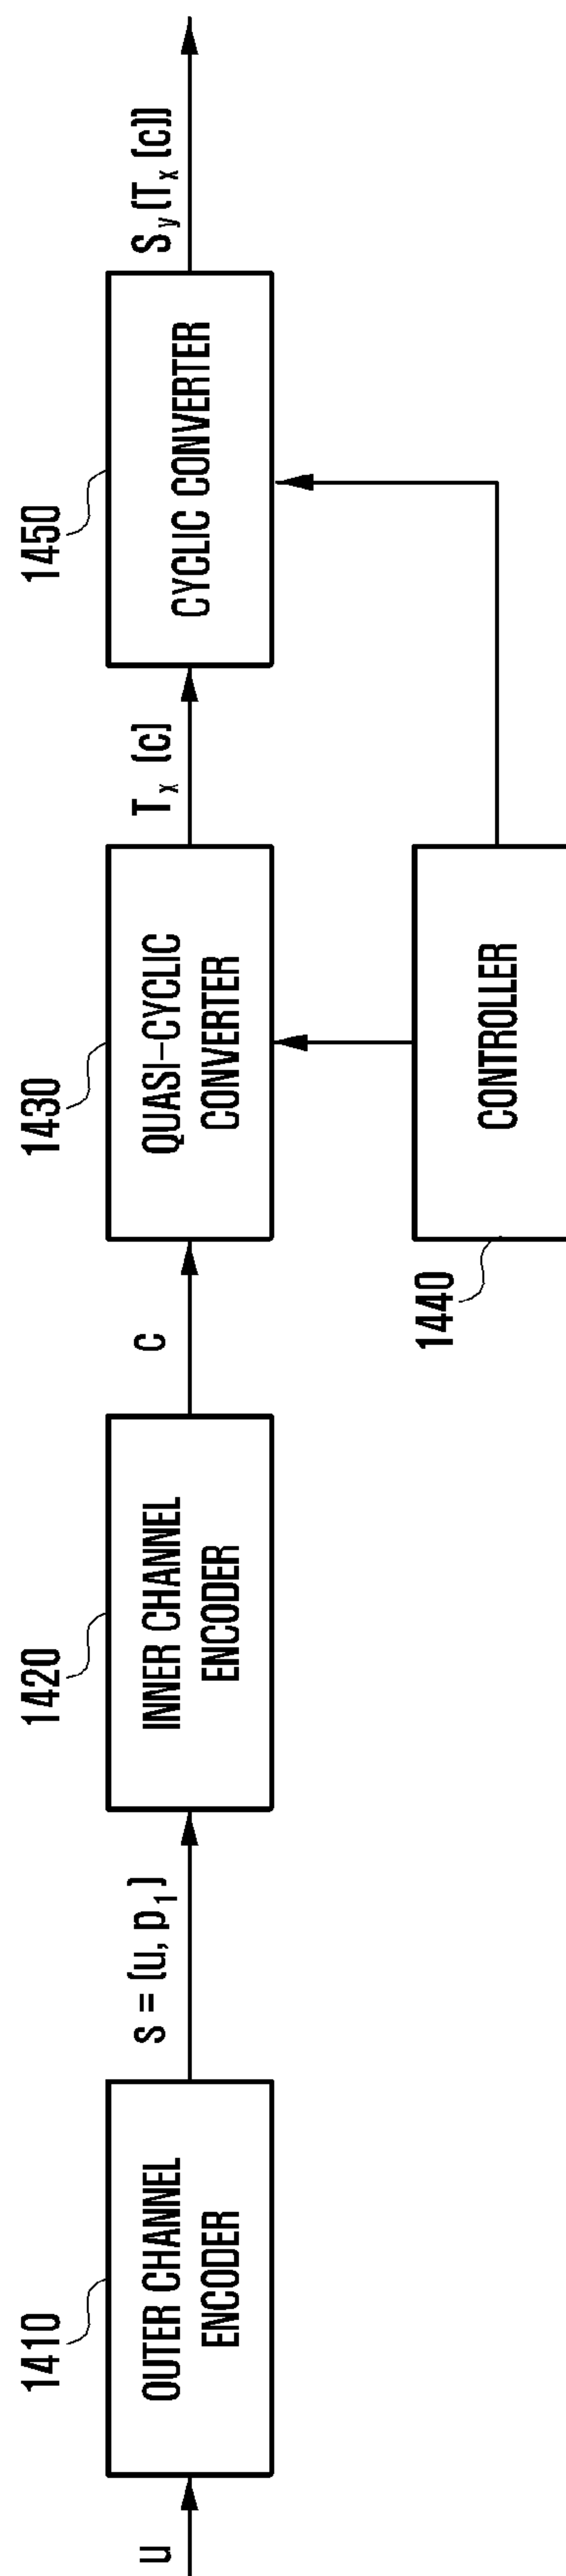 u
1410
OUTER CHANNEL
ENCODER
s = (u, p₁)
1420
INNER CHANNEL
ENCODER
c
1430
QUASI-CYCLIC
CONVERTER
Tₓ (c)
1450
CYCLIC CONVERTER
Sᵧ (Tₓ (c))
1440
CONTROLLER